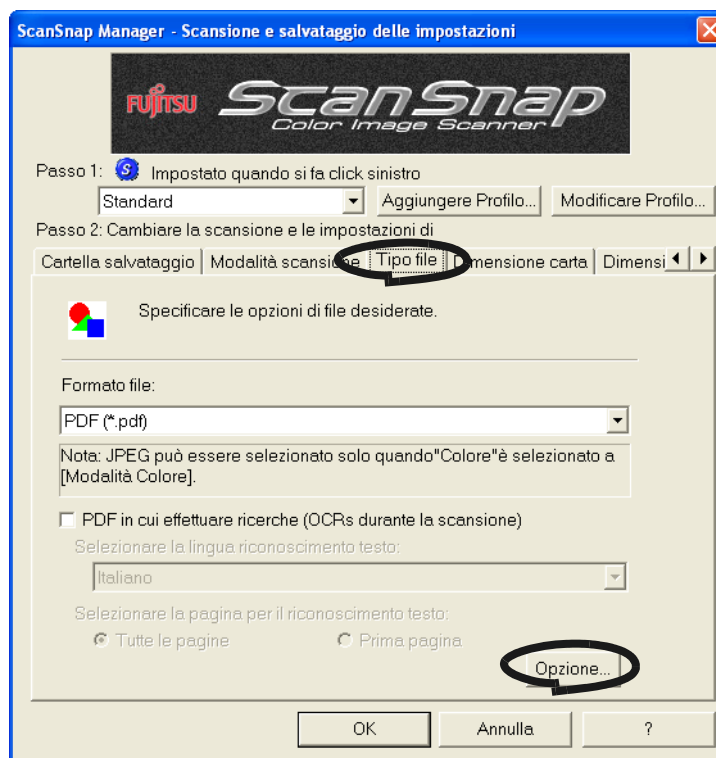 ScanSnap Manager - Scansione e salvataggio delle impostazioni
FUJITSU ScanSnap
Color Image Scanner
Passo 1: S Impostato quando si fa click sinistro
Standard Aggiungere Profilo... Modificare Profilo...
Passo 2: Cambiare la scansione e le impostazioni di
Cartella salvataggio Modalità scansione Tipo file Dimensione carta Dimensi
Specificare le opzioni di file desiderate.
Formato file:
PDF (*.pdf)
Nota: JPEG può essere selezionato solo quando"Colore"è selezionato a
[Modalità Colore].
PDF in cui effettuare ricerche (OCRs durante la scansione)
Selezionare la lingua riconoscimento testo:
Italiano
Selezionare la pagina per il riconoscimento testo:
Tutte le pagine Prima pagina
Opzione...
OK Annulla ?